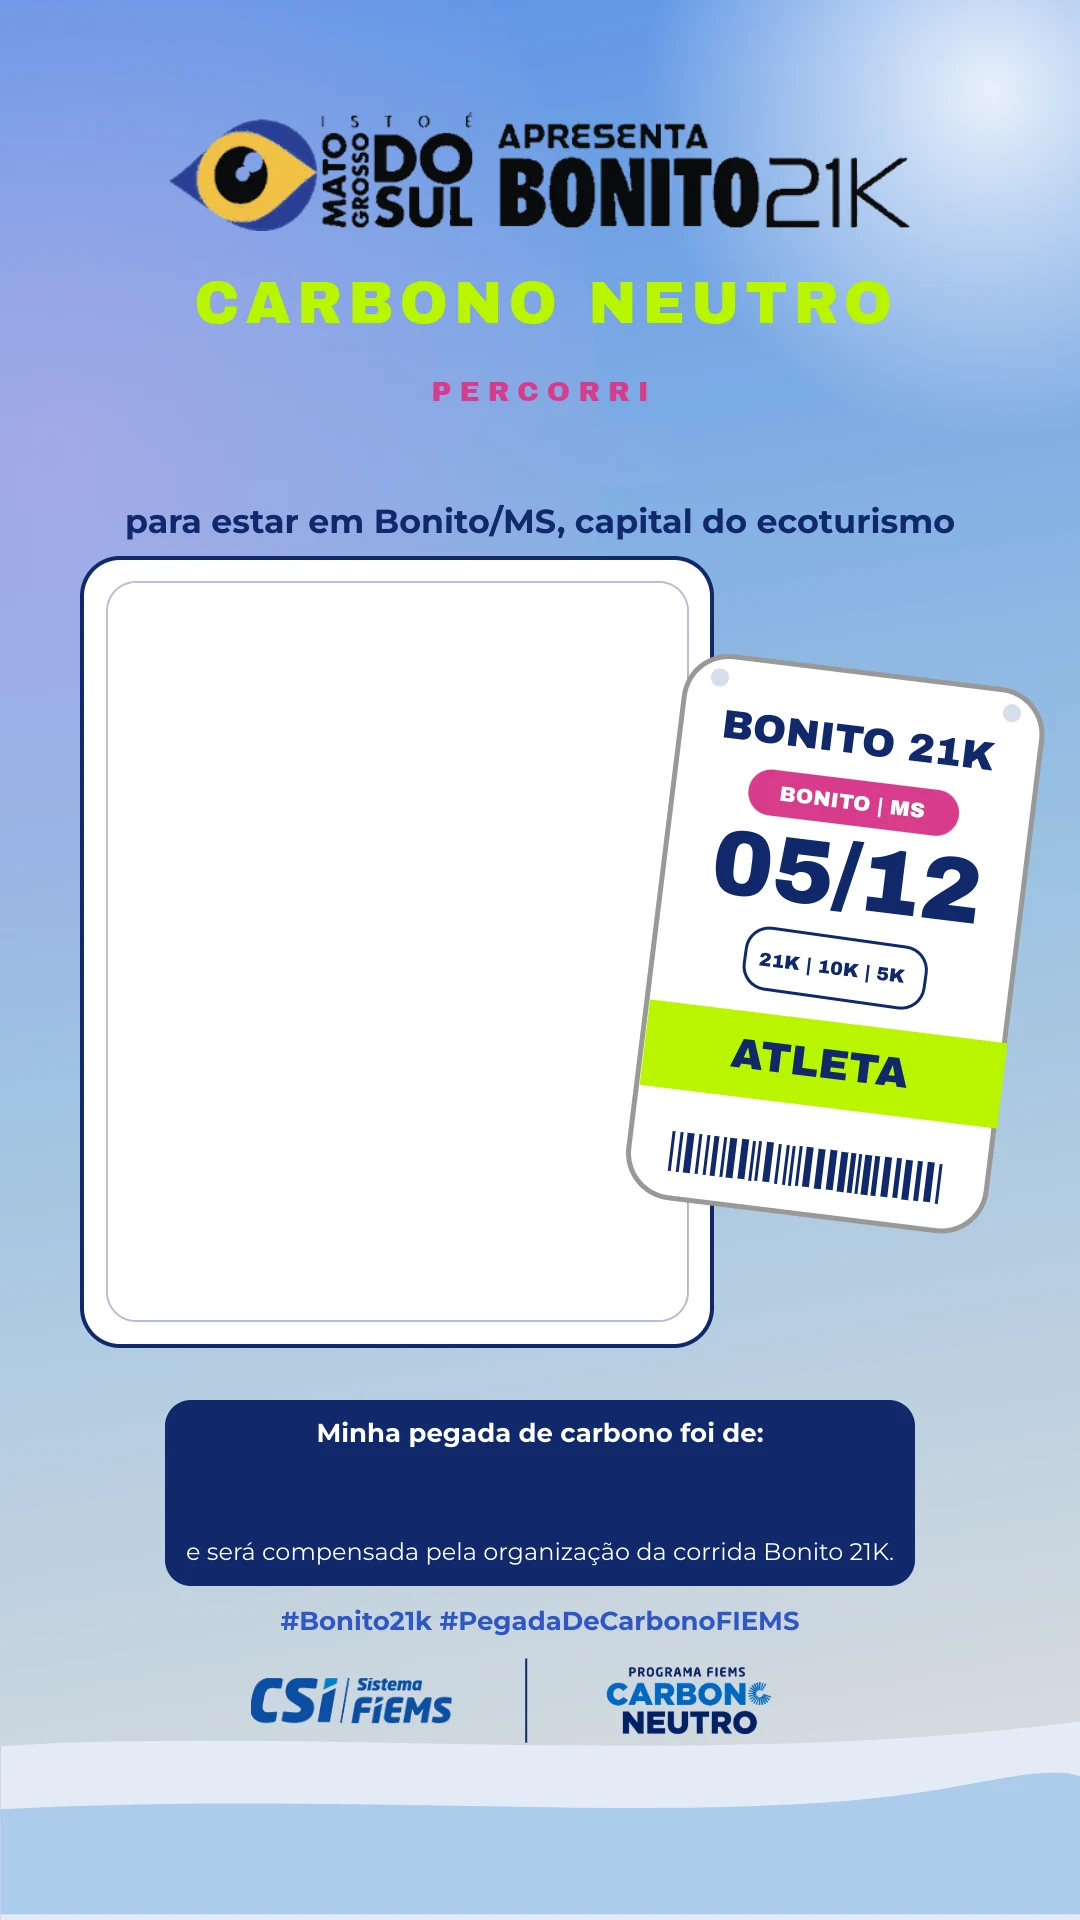 ISTO É
MATO
GROSSO
DO
SUL
APRESENTA
BONITO21K
CARBONO NEUTRO
PERCORRI
para estar em Bonito/MS, capital do ecoturismo
BONITO 21K
BONITO | MS
05/12
21K | 10K | 5K
ATLETA
Minha pegada de carbono foi de:
e será compensada pela organização da corrida Bonito 21K.
#Bonito21k #PegadaDeCarbonoFIEMS
CSi
Sistema
FiEMS
PROGRAMA FIEMS
CARBONO
NEUTRO